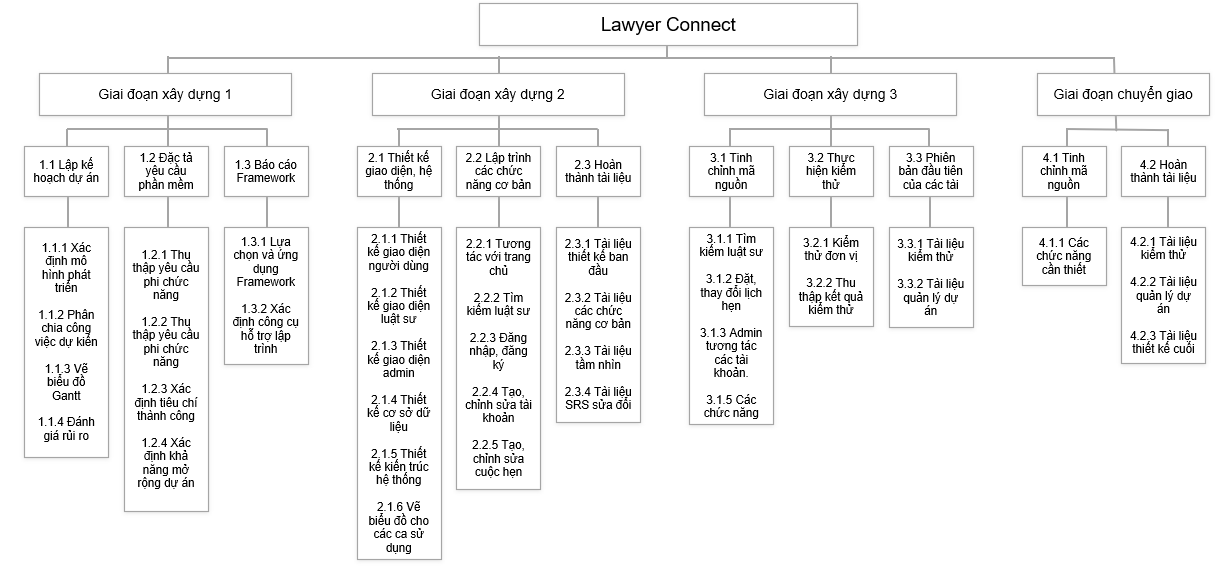 Lawyer Connect
Giai đoạn xây dựng 1
Giai đoạn xây dựng 2
Giai đoạn xây dựng 3
Giai đoạn chuyển giao
1.1 Lập kế
hoạch dự án
1.2 Đặc tả
yêu cầu
phần mềm
1.3 Báo cáo
Framework
2.1 Thiết kế
giao diện, hệ
thống
2.2 Lập trình
các chức
năng cơ bản
2.3 Hoàn
thành tài liệu
3.1 Tinh
chỉnh mã
nguồn
3.2 Thực
hiện kiểm
thử
3.3 Phiên
bản đầu tiên
của các tài
4.1 Tinh
chỉnh mã
nguồn
4.2 Hoàn
thành tài liệu
1.1.1 Xác
định mô
hình phát
triển
1.1.2 Phân
chia công
việc dự kiến
1.1.3 Vẽ
biểu đồ
Gantt
1.1.4 Đánh
giá rủi ro
1.2.1 Thu
thập yêu cầu
phi chức
năng
1.2.2 Thu
thập yêu cầu
phi chức
năng
1.2.3 Xác
định tiêu chí
thành công
1.2.4 Xác
định khả
năng mở
rộng dự án
1.3.1 Lựa
chọn và ứng
dụng
Framework
1.3.2 Xác
định công cụ
hỗ trợ lập
trình
2.1.1 Thiết
kế giao diện
người dùng
2.1.2 Thiết
kế giao diện
luật sư
2.1.3 Thiết
kế giao diện
admin
2.1.4 Thiết
kế cơ sở dữ
liệu
2.1.5 Thiết
kế kiến trúc
hệ thống
2.1.6 Vẽ
biểu đồ cho
các ca sử
dụng
2.2.1 Tương
tác với trang
chủ
2.2.2 Tìm
kiếm luật sư
2.2.3 Đăng
nhập, đăng
ký
2.2.4 Tạo,
chỉnh sửa tài
khoản
2.2.5 Tạo,
chỉnh sửa
cuộc hẹn
2.3.1 Tài liệu
thiết kế ban
đầu
2.3.2 Tài liệu
các chức
năng cơ bản
2.3.3 Tài liệu
tầm nhìn
2.3.4 Tài liệu
SRS sửa đổi
3.1.1 Tìm
kiếm luật sư
3.1.2 Đặt,
thay đổi lịch
hẹn
3.1.3 Admin
tương tác
các tài
khoản.
3.1.5 Các
chức năng
3.2.1 Kiểm
thử đơn vị
3.2.2 Thu
thập kết quả
kiểm thử
3.3.1 Tài liệu
kiểm thử
3.3.2 Tài liệu
quản lý dự
án
4.1.1 Các
chức năng
cần thiết
4.2.1 Tài liệu
kiểm thử
4.2.2 Tài liệu
quản lý dự
án
4.2.3 Tài liệu
thiết kế cuối